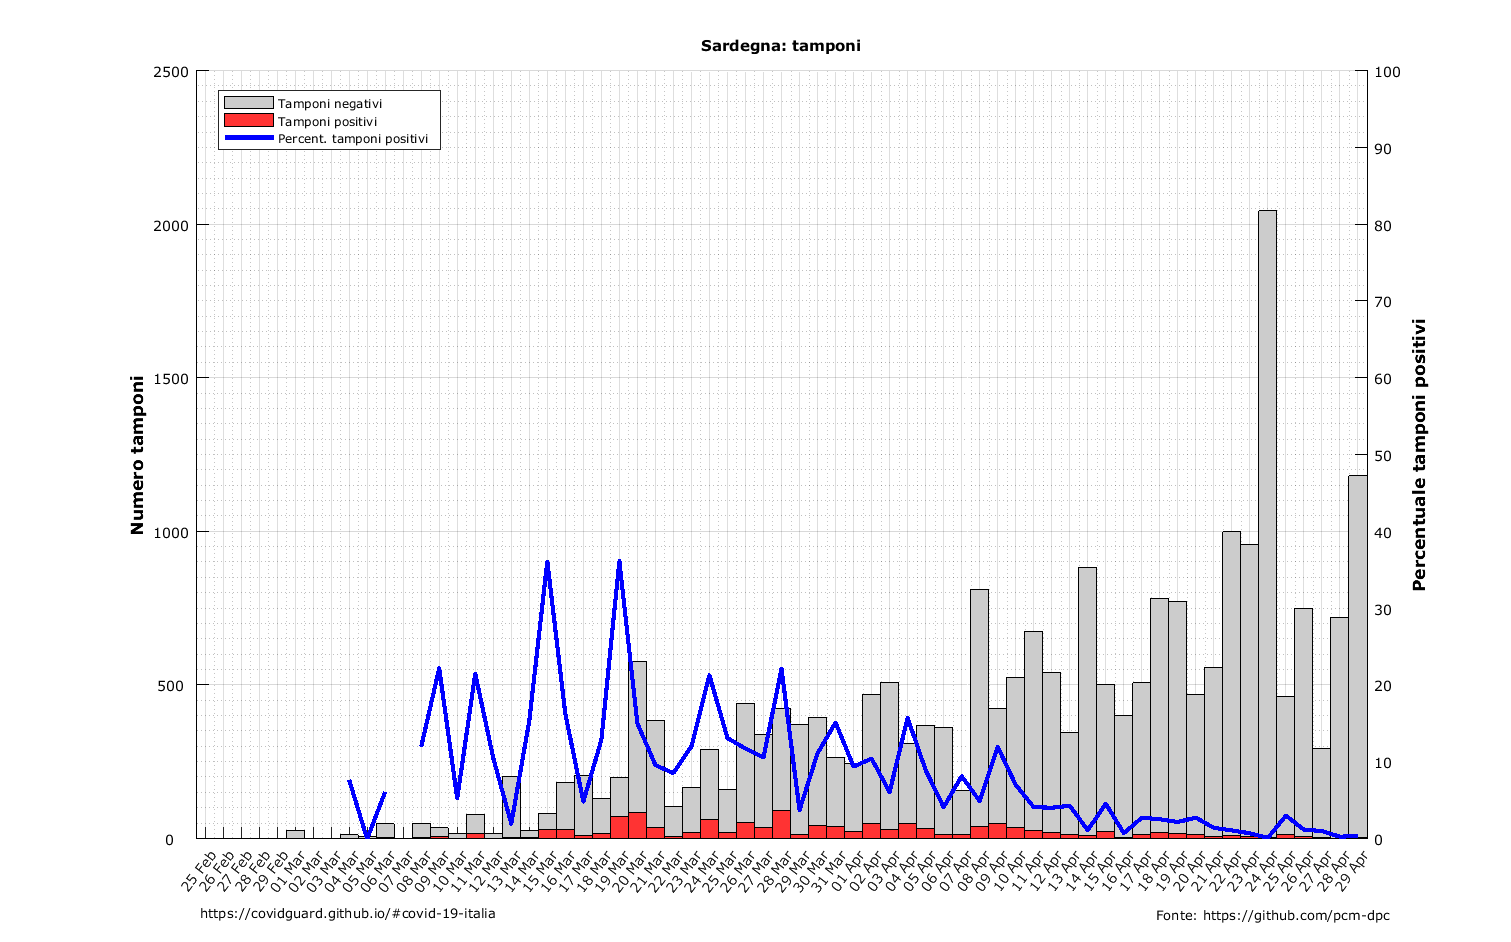 Sardegna: tamponi
Tamponi negativi
Tamponi positivi
Percent. tamponi positivi
Numero tamponi
2500
2000
1500
1000
500
0
Percentuale tamponi positivi
100
90
80
70
60
50
40
30
20
10
0
25 Feb
26 Feb
27 Feb
28 Feb
29 Feb
01 Mar
02 Mar
03 Mar
04 Mar
05 Mar
06 Mar
07 Mar
08 Mar
09 Mar
10 Mar
11 Mar
12 Mar
13 Mar
14 Mar
15 Mar
16 Mar
17 Mar
18 Mar
19 Mar
20 Mar
21 Mar
22 Mar
23 Mar
24 Mar
25 Mar
26 Mar
27 Mar
28 Mar
29 Mar
30 Mar
31 Mar
01 Apr
02 Apr
03 Apr
04 Apr
05 Apr
06 Apr
07 Apr
08 Apr
09 Apr
10 Apr
11 Apr
12 Apr
13 Apr
14 Apr
15 Apr
16 Apr
17 Apr
18 Apr
19 Apr
20 Apr
21 Apr
22 Apr
23 Apr
24 Apr
25 Apr
26 Apr
27 Apr
28 Apr
29 Apr
https://covidguard.github.io/#covid-19-italia
Fonte: https://github.com/pcm-dpc